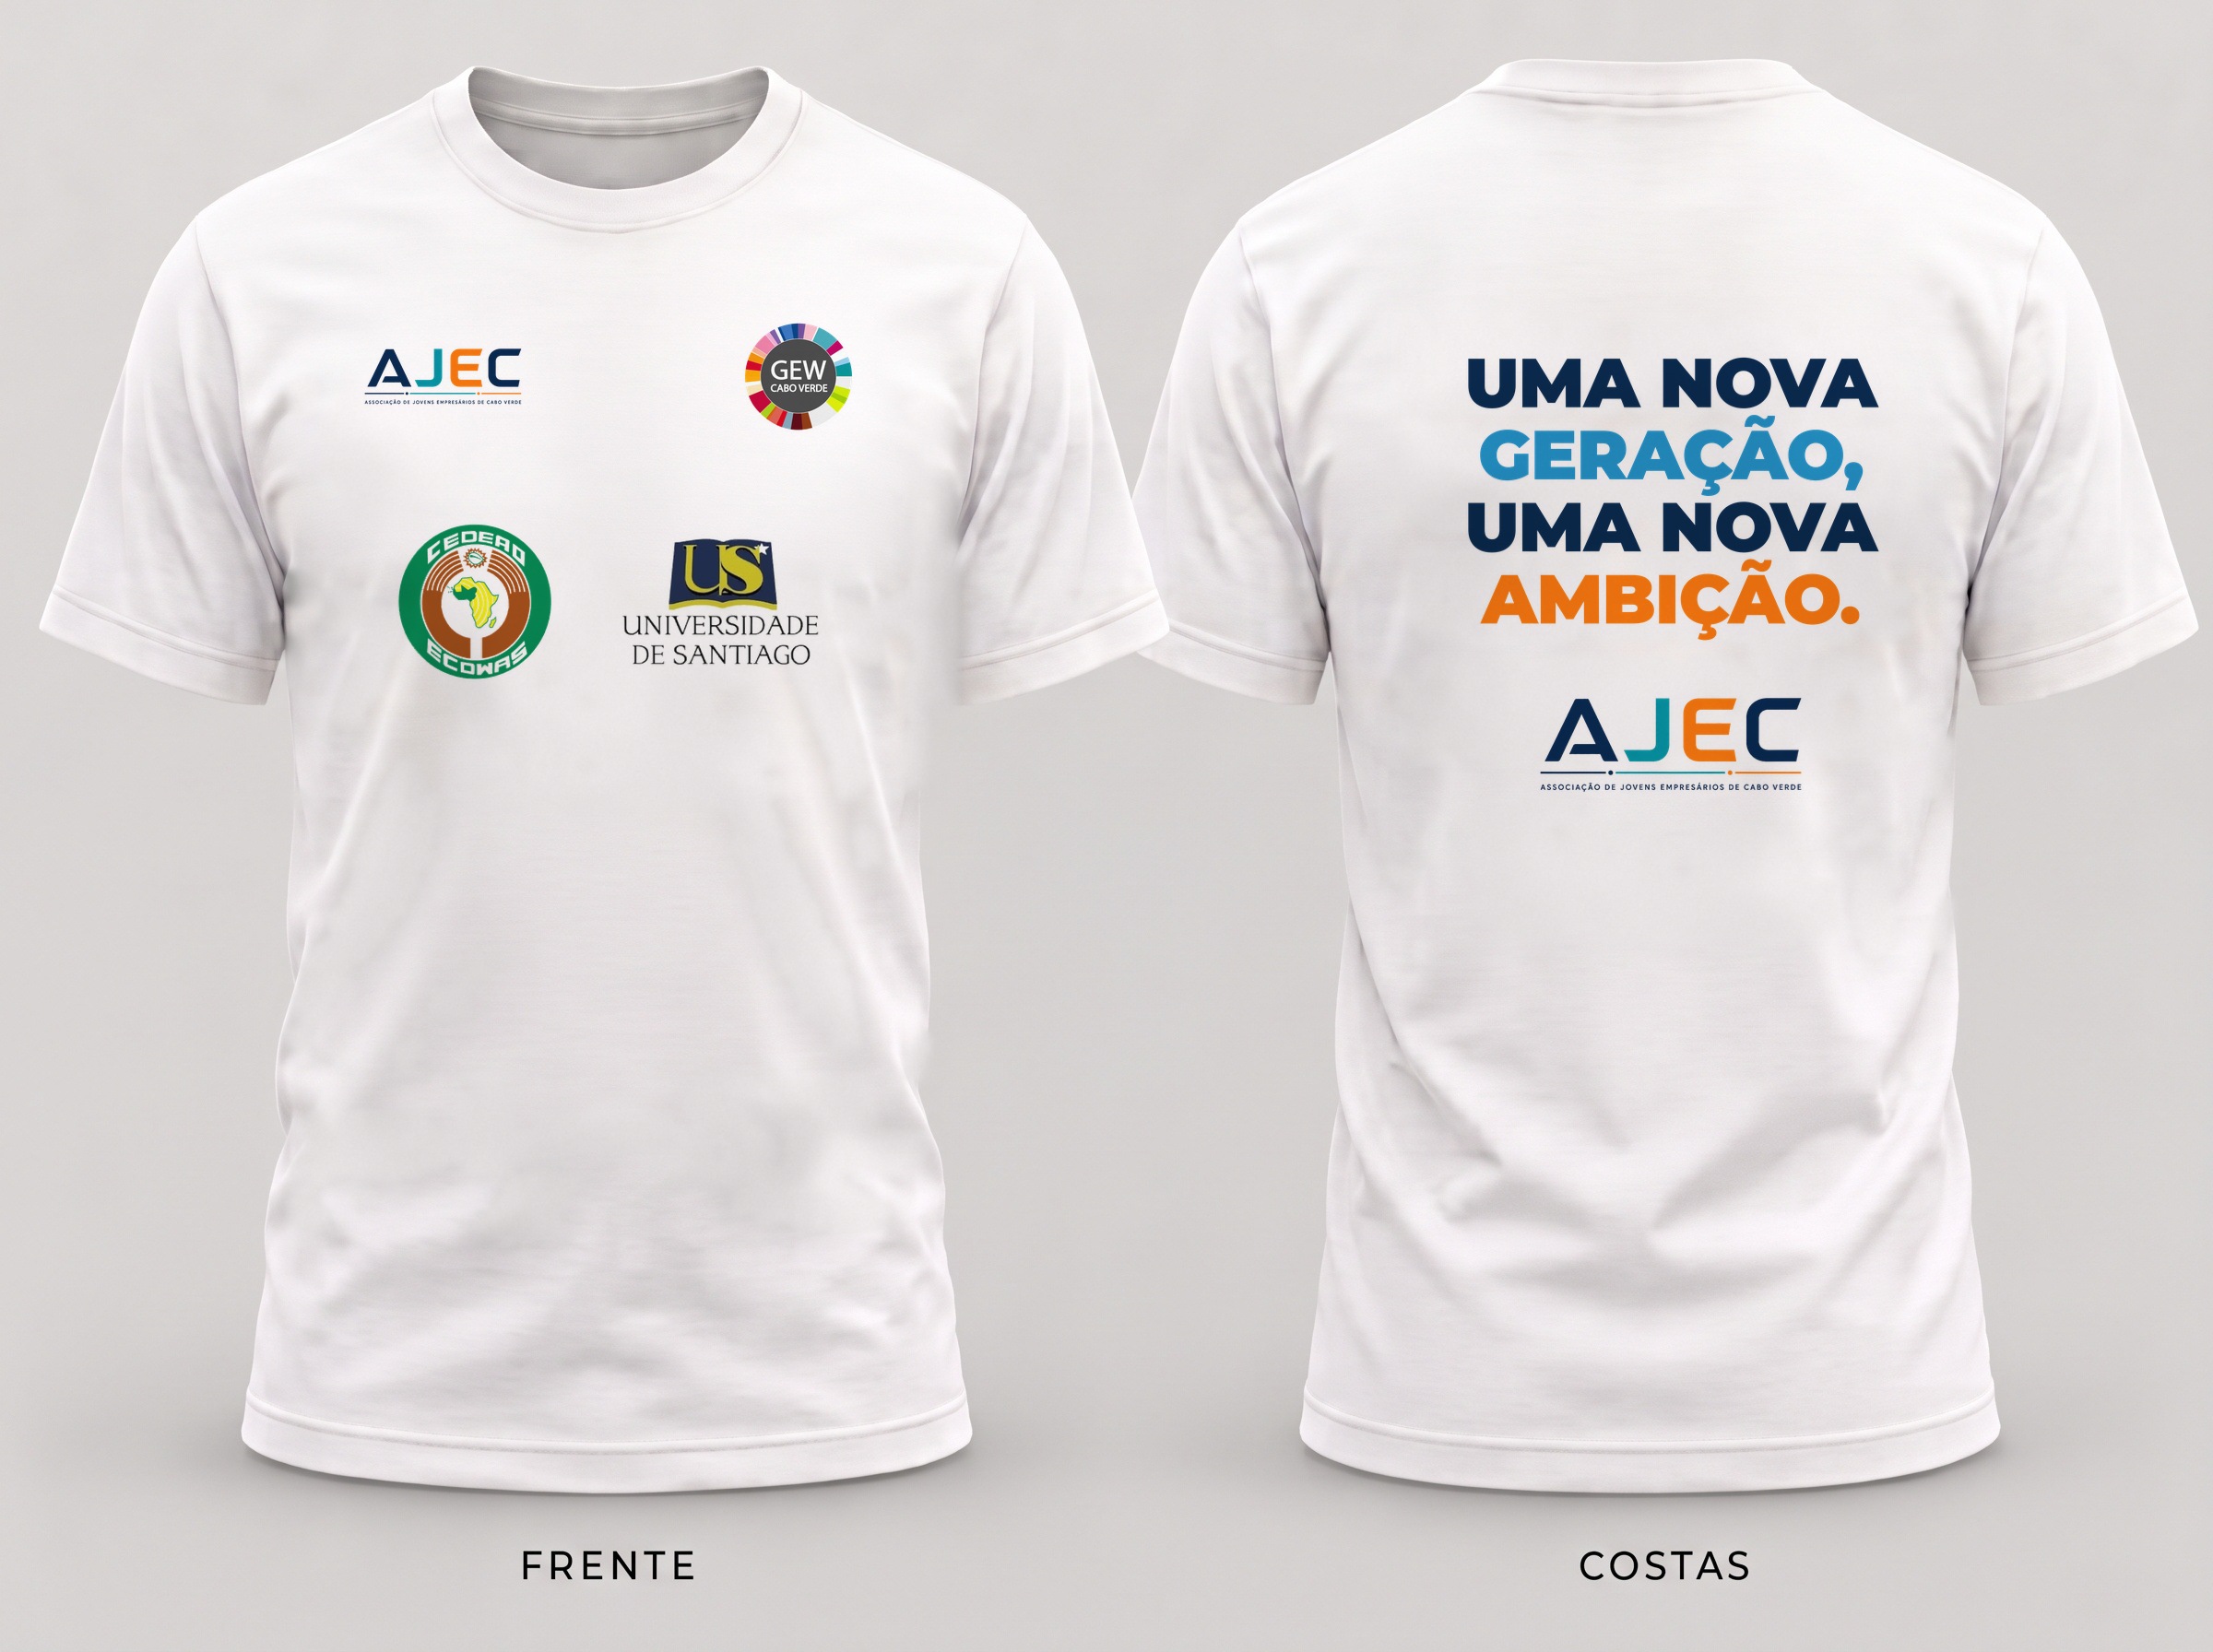 AJEC
ASSOCIAÇÃO DE JOVENS EMPRESÁRIOS DE CABO VERDE
GEW
CABO VERDE
CEDEAO
ECOWAS
US
UNIVERSIDADE
DE SANTIAGO
FRENTE
UMA NOVA
GERAÇÃO,
UMA NOVA
AMBIÇÃO.
AJEC
ASSOCIAÇÃO DE JOVENS EMPRESÁRIOS DE CABO VERDE
COSTAS